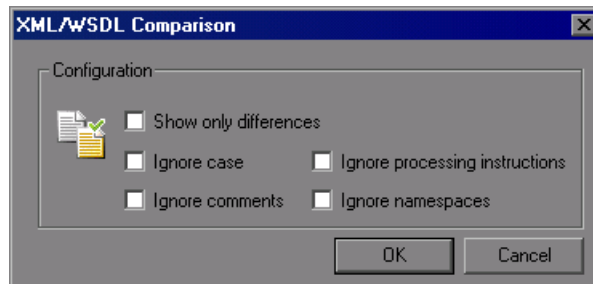 XML/WSDL Comparison
Configuration
Show only differences
Ignore case Ignore processing instructions
Ignore comments Ignore namespaces
OK Cancel